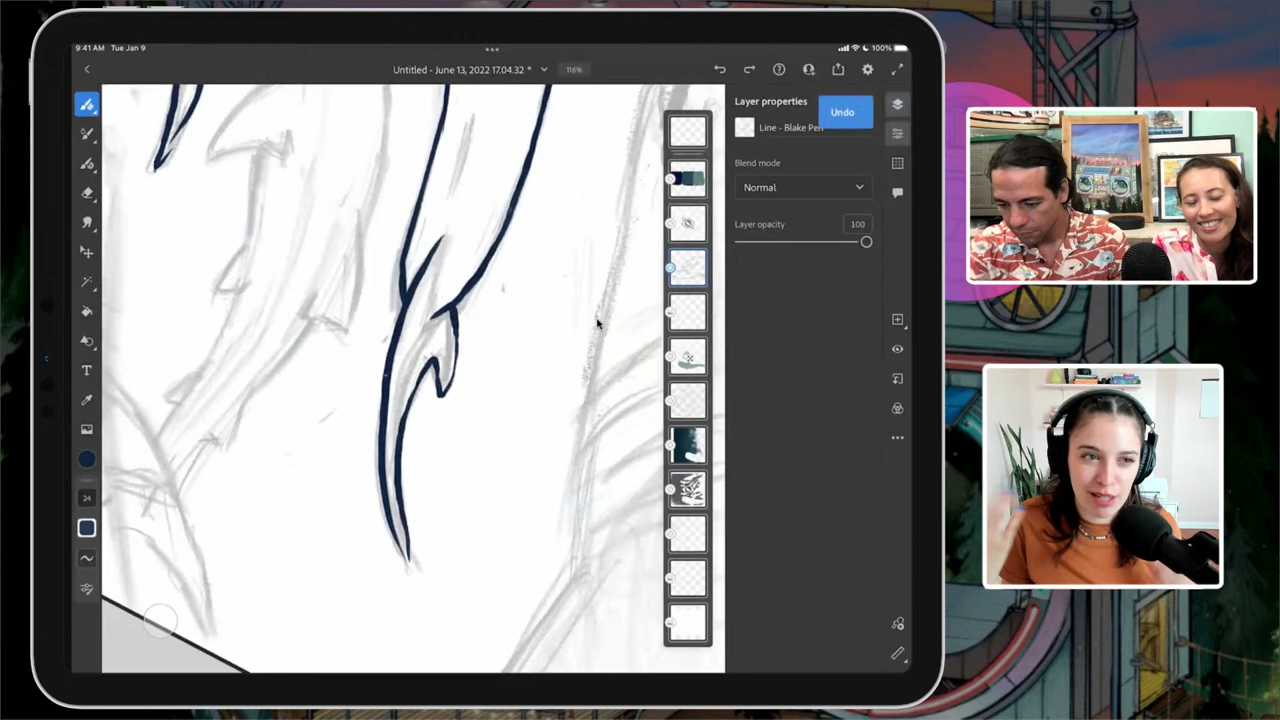 9:41 AM Tue Jan 9
100%
Untitled - June 13, 2022 17.04.32 *
116%
Layer properties
Undo
Line - Blake Pen
Blend mode
Normal
Layer opacity
100
T
24